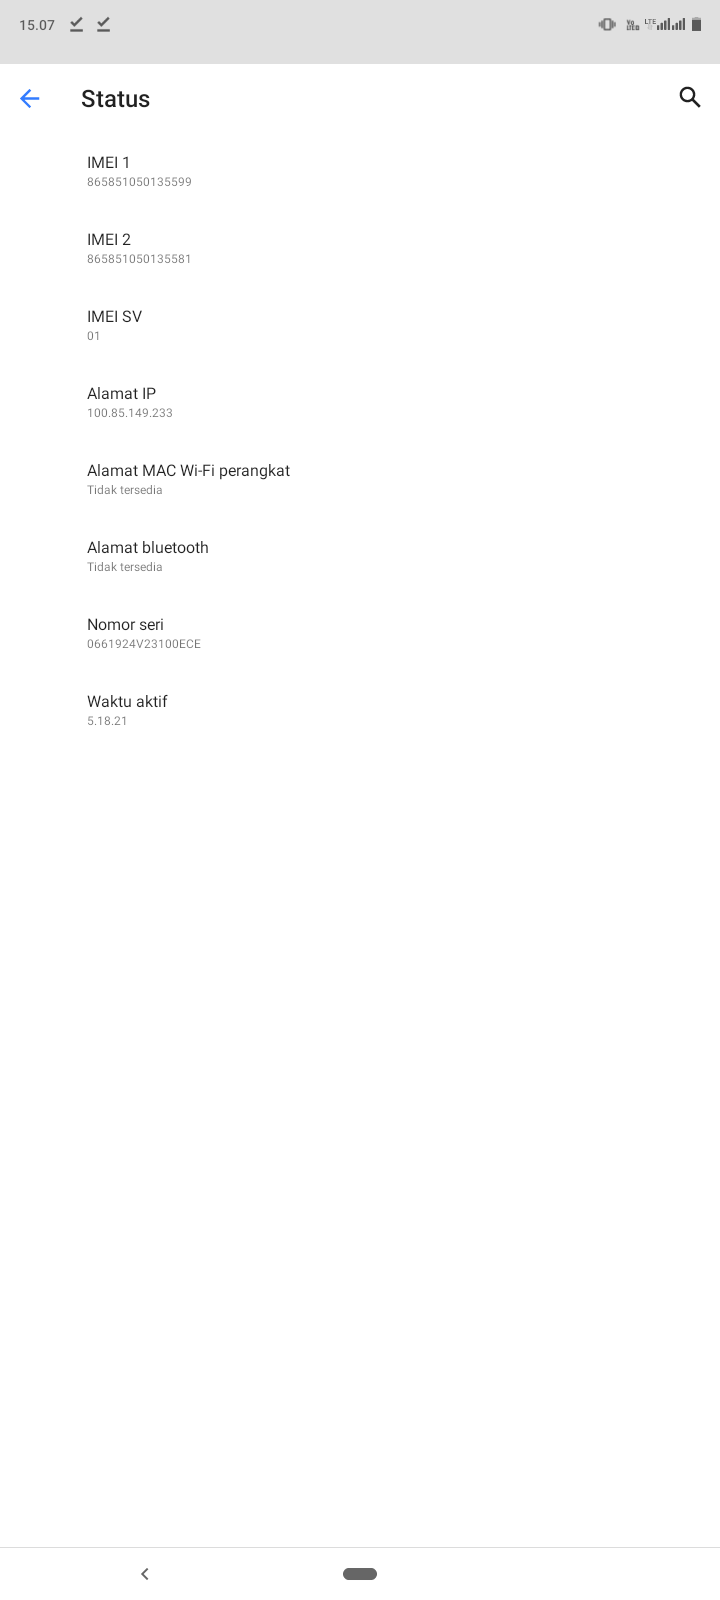 15.07
LTE
Status
IMEI 1
865851050135599
IMEI 2
865851050135581
IMEI SV
01
Alamat IP
100.85.149.233
Alamat MAC Wi-Fi perangkat
Tidak tersedia
Alamat bluetooth
Tidak tersedia
Nomor seri
0661924V23100ECE
Waktu aktif
5.18.21